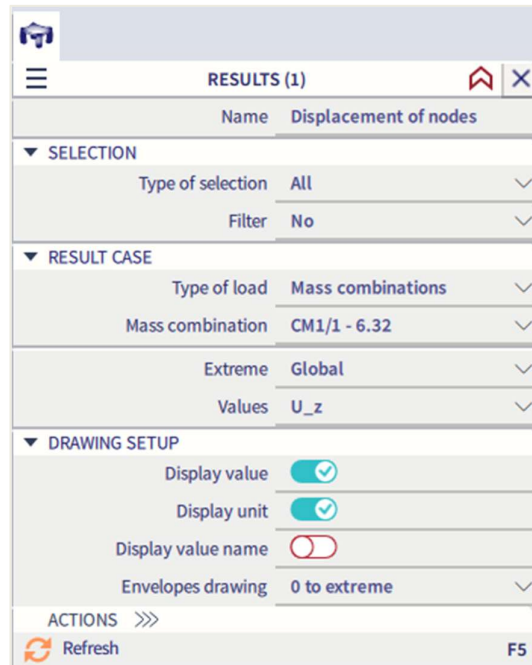 RESULTS (1)
Name Displacement of nodes
SELECTION
Type of selection All
Filter No
RESULT CASE
Type of load Mass combinations
Mass combination CM1/1 - 6.32
Extreme Global
Values U_z
DRAWING SETUP
Display value
Display unit
Display value name
Envelopes drawing 0 to extreme
ACTIONS >>>
Refresh F5